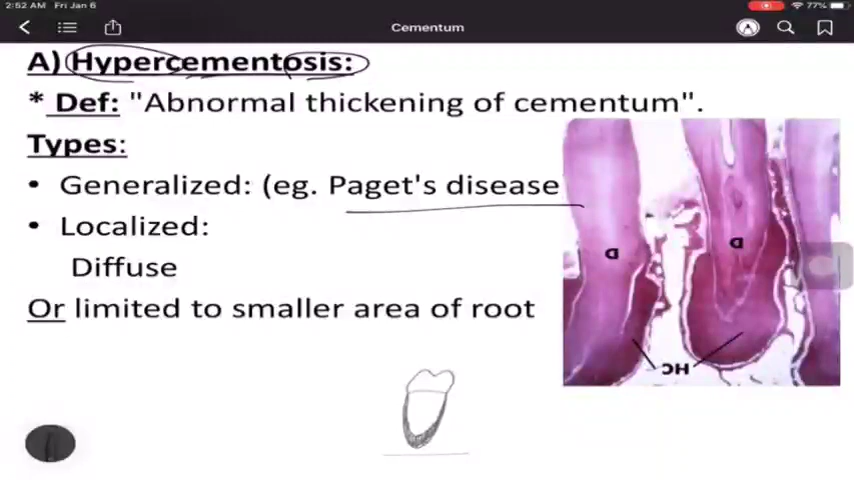 2:52 AM Fri Jan 6
77%
Cementum
A) Hypercementosis:
* Def: "Abnormal thickening of cementum".
Types:
• Generalized: (eg. Paget's disease
• Localized:
Diffuse
Or limited to smaller area of root
D
D
HC